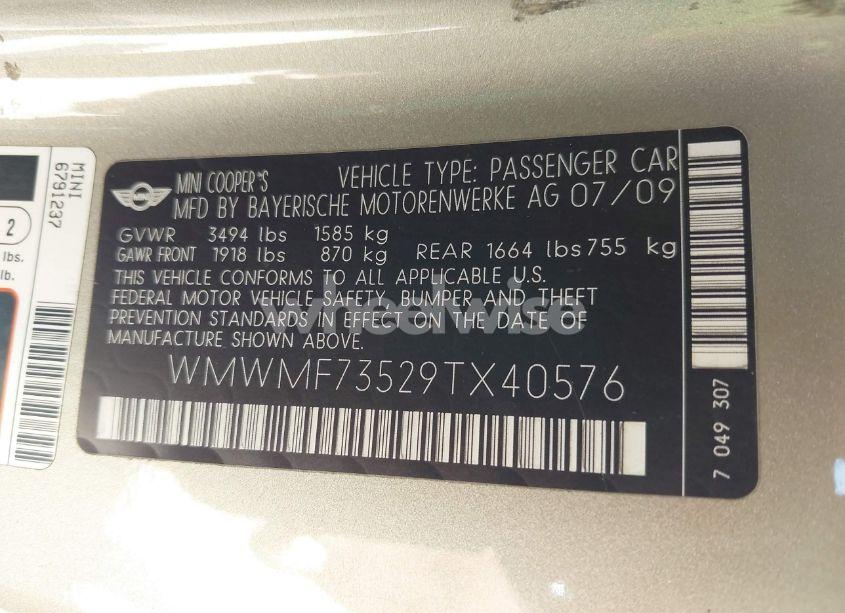 MINI
6791237
2
lbs.
lb.
MINI
MINI COOPER'S VEHICLE TYPE: PASSENGER CAR
MFD BY BAYERISCHE MOTORENWERKE AG 07/09
GVWR 3494 lbs 1585 kg
GAWR FRONT 1918 lbs 870 kg REAR 1664 lbs 755 kg
THIS VEHICLE CONFORMS TO ALL APPLICABLE U.S.
FEDERAL MOTOR VEHICLE SAFETY, BUMPER AND THEFT
PREVENTION STANDARDS IN EFFECT ON THE DATE OF
MANUFACTURE SHOWN ABOVE.
wheelwise
WMWMF73529TX40576
7 049 307